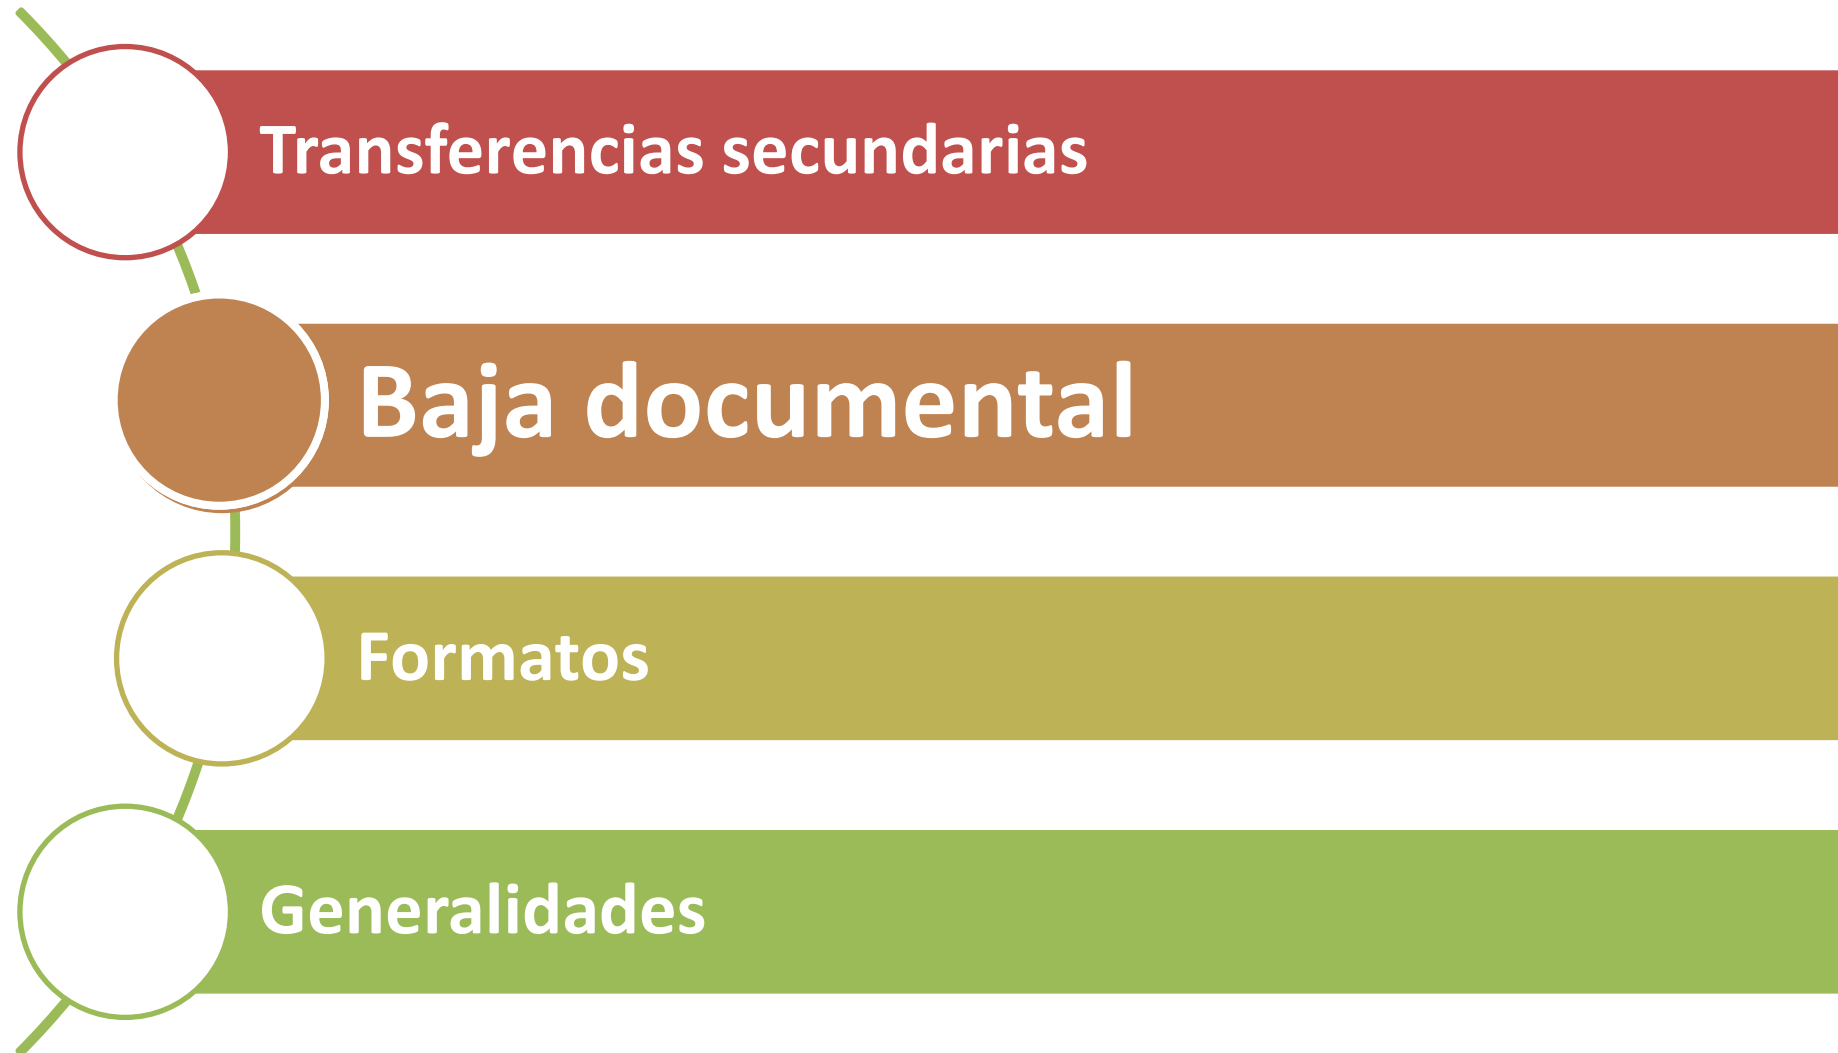 Transferencias secundarias
Baja documental
Formatos
Generalidades